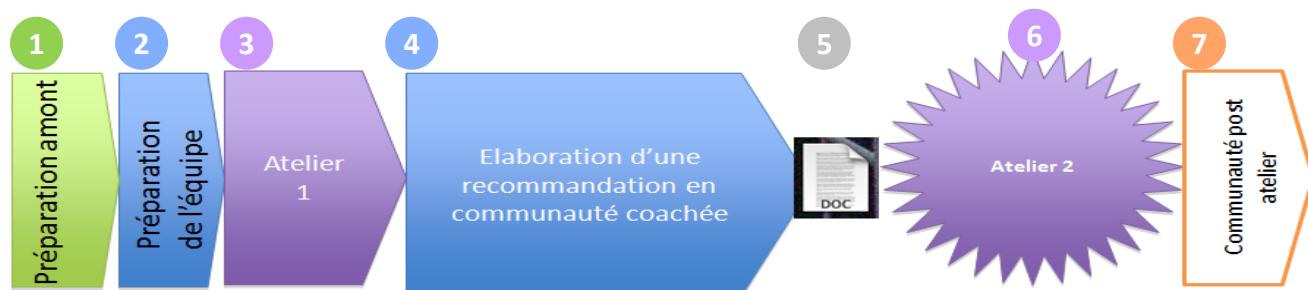 1
2
3
4
5
6
7
Préparation amont
Préparation
de l'équipe
Atelier
1
Elaboration d'une
recommandation en
communauté coachée
DOC
Atelier 2
Communauté post
atelier